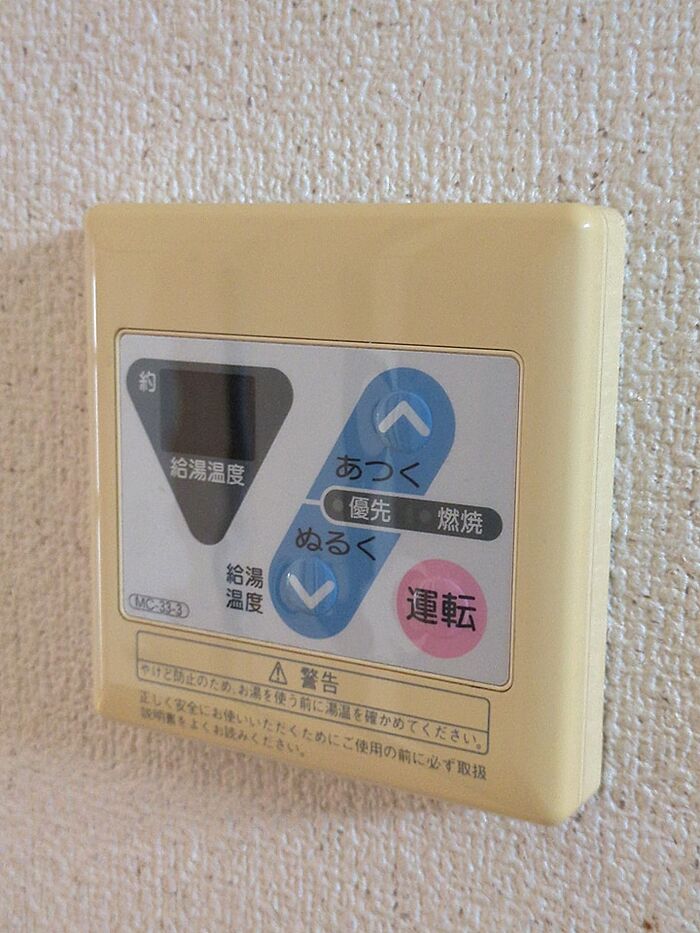 約
給湯温度
あつく
優先
燃焼
ぬるく
給湯
温度
運転
MC-33-3
⚠ 警告
やけど防止のため、お湯を使う前に湯温を確かめてください。
正しく安全にお使いいただくためにご使用の前に必ず取扱
説明書をよくお読みください。